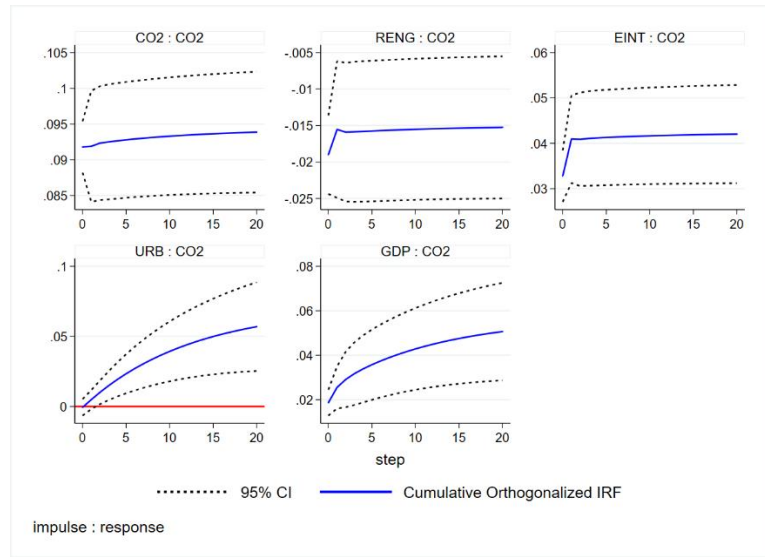 CO2 : CO2
.105
.1
.095
.09
.085
0 5 10 15 20
RENG : CO2
-.005
-.01
-.015
-.02
-.025
0 5 10 15 20
EINT : CO2
.06
.05
.04
.03
0 5 10 15 20
URB : CO2
.1
.05
0
0 5 10 15 20
GDP : CO2
.08
.06
.04
.02
0 5 10 15 20
step
95% CI
Cumulative Orthogonalized IRF
impulse : response